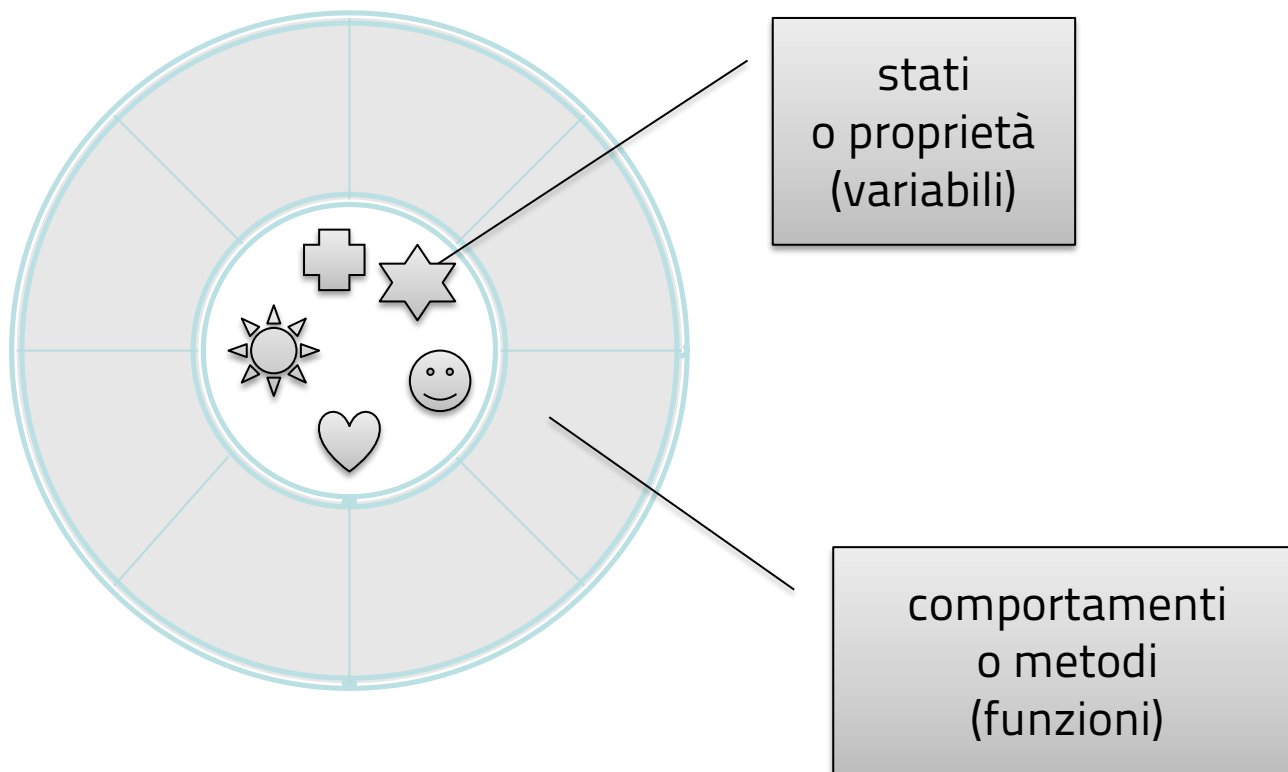 stati
o proprietà
(variabili)
comportamenti
o metodi
(funzioni)